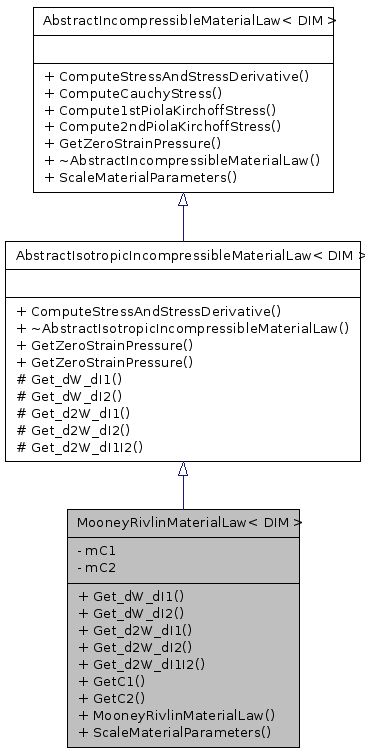 AbstractIncompressibleMaterialLaw< DIM >
+ ComputeStressAndStressDerivative()
+ ComputeCauchyStress()
+ Compute1stPiolaKirchoffStress()
+ Compute2ndPiolaKirchoffStress()
+ GetZeroStrainPressure()
+ ~AbstractIncompressibleMaterialLaw()
+ ScaleMaterialParameters()
AbstractIsotropicIncompressibleMaterialLaw< DIM >
+ ComputeStressAndStressDerivative()
+ ~AbstractIsotropicIncompressibleMaterialLaw()
+ GetZeroStrainPressure()
+ GetZeroStrainPressure()
# Get_dW_dI1()
# Get_dW_dI2()
# Get_d2W_dI1()
# Get_d2W_dI2()
# Get_d2W_dI1I2()
MooneyRivlinMaterialLaw< DIM >
- mC1
- mC2
+ Get_dW_dI1()
+ Get_dW_dI2()
+ Get_d2W_dI1()
+ Get_d2W_dI2()
+ Get_d2W_dI1I2()
+ GetC1()
+ GetC2()
+ MooneyRivlinMaterialLaw()
+ ScaleMaterialParameters()